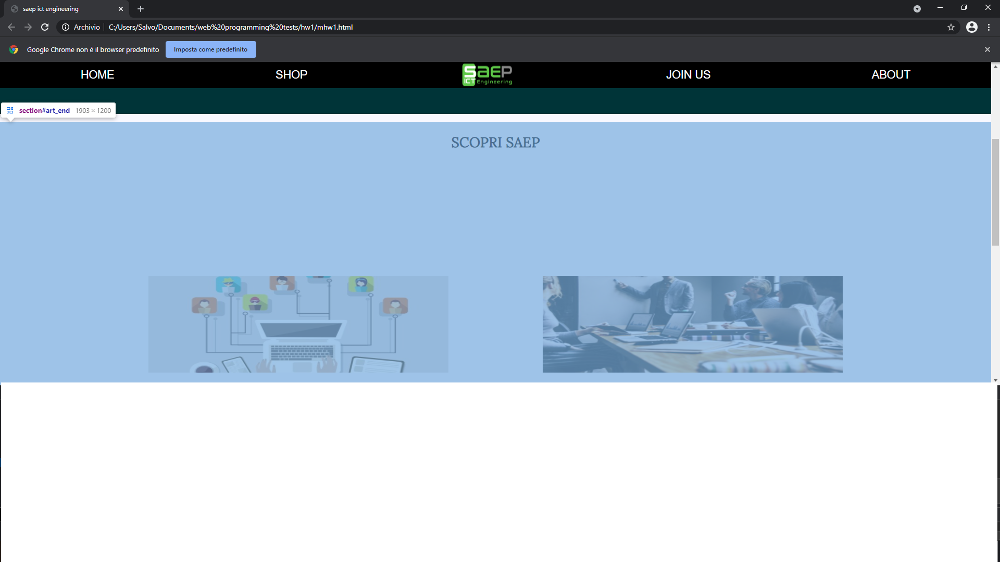 saep ict engineering
Archivio C:/Users/Salvo/Documents/web%20programming%20tests/hw1/mhw1.html
Google Chrome non è il browser predefinito Imposta come predefinito
HOME SHOP saep ICT Engineering JOIN US ABOUT
section#art_end 1903 × 1200
SCOPRI SAEP